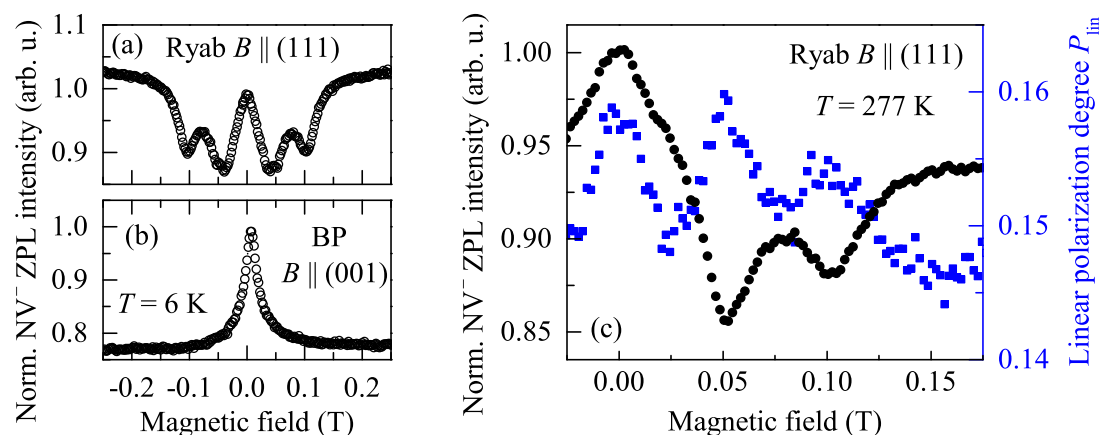 Norm. NV⁻ ZPL intensity (arb. u.)
1.1
1.0
0.9
(a) Ryab B || (111)
1.0
0.9
0.8
(b) BP
B || (001)
T = 6 K
-0.2 -0.1 0.0 0.1 0.2
Magnetic field (T)
Norm. NV⁻ ZPL intensity (arb. u.)
1.00
0.95
0.90
0.85
Ryab B || (111)
T = 277 K
(c)
0.00 0.05 0.10 0.15
Magnetic field (T)
0.16
0.15
0.14
Linear polarization degree P_lin